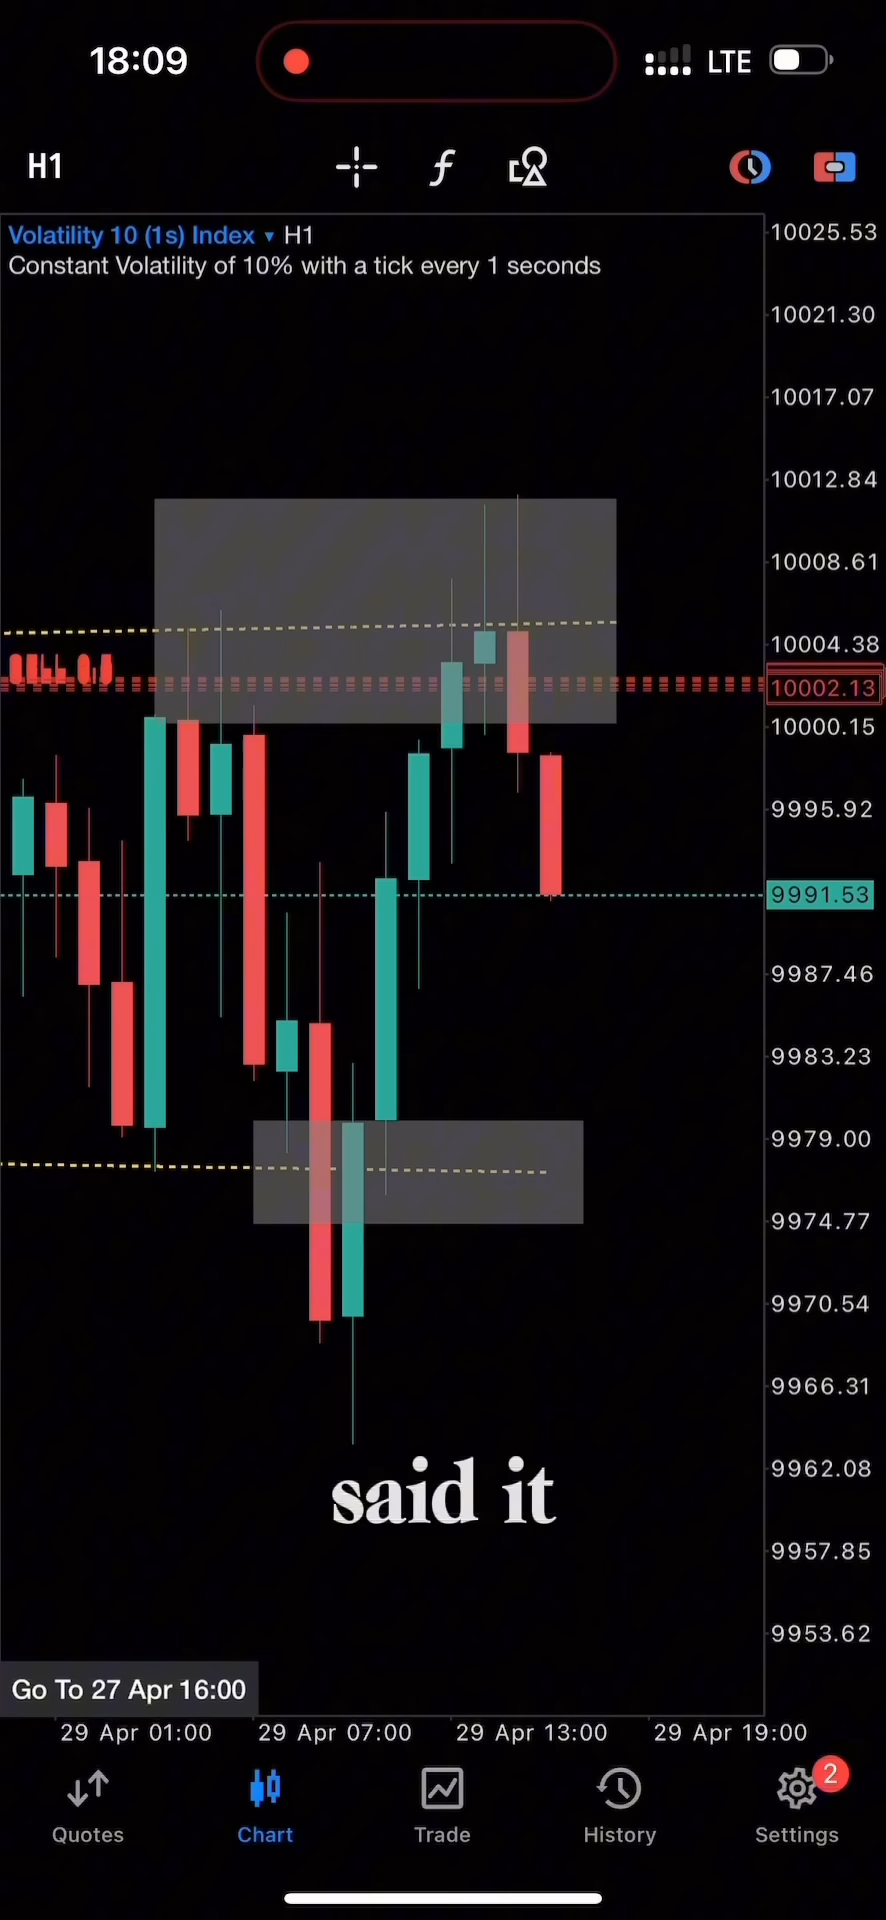 18:09
LTE
H1
f
Volatility 10 (1s) Index ▾ H1
Constant Volatility of 10% with a tick every 1 seconds
10025.53
10021.30
10017.07
10012.84
10008.61
10004.38
10002.13
10000.15
9995.92
9991.53
9987.46
9983.23
9979.00
9974.77
9970.54
9966.31
9962.08
said it
9957.85
9953.62
Go To 27 Apr 16:00
29 Apr 01:00 29 Apr 07:00 29 Apr 13:00 29 Apr 19:00
2
Quotes Chart Trade History Settings